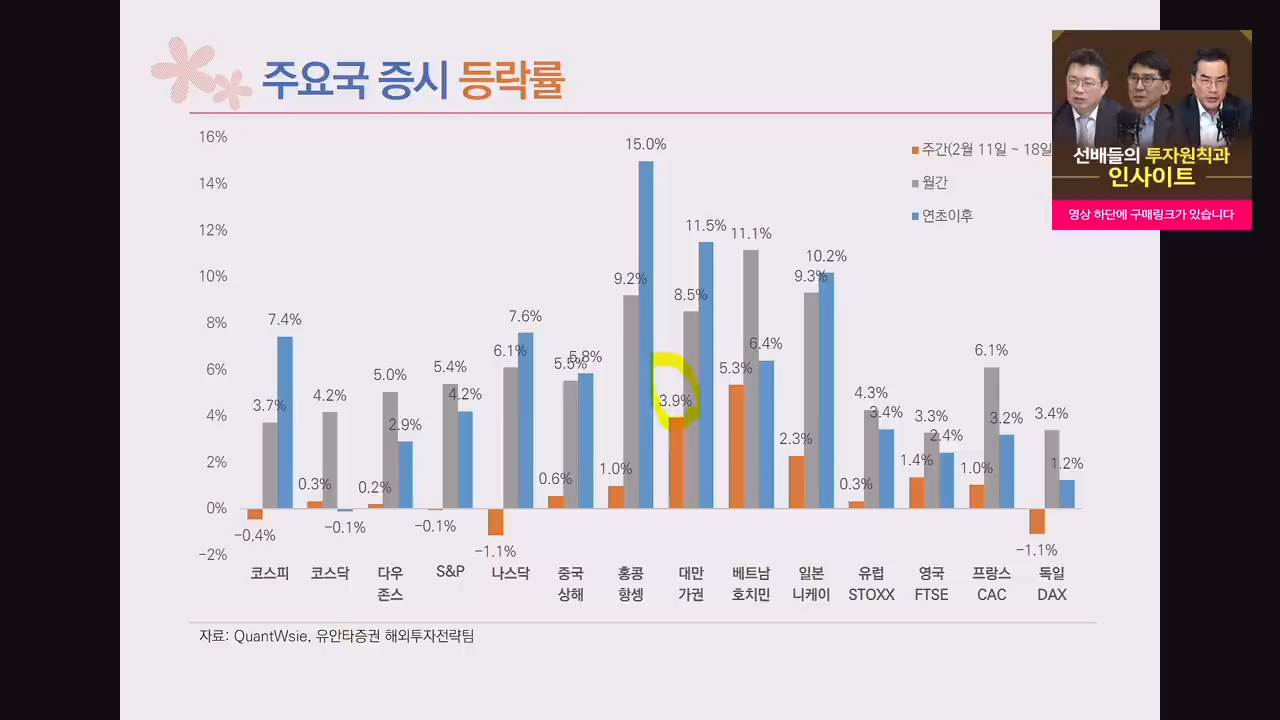 주요국 증시 등락률
16%
14%
12%
10%
8%
6%
4%
2%
0%
−2%
주간(2월 11일 ~ 18일
월간
연초이후
−0.4%
3.7%
7.4%
0.3%
4.2%
−0.1%
0.2%
5.0%
2.9%
−0.1%
5.4%
4.2%
−1.1%
6.1%
7.6%
0.6%
5.5%
5.8%
1.0%
9.2%
15.0%
3.9%
8.5%
11.5%
5.3%
11.1%
6.4%
2.3%
9.3%
10.2%
0.3%
4.3%
3.4%
1.4%
3.3%
2.4%
1.0%
6.1%
3.2%
−1.1%
3.4%
1.2%
코스피
코스닥
다우
존스
S&P
나스닥
중국
상해
홍콩
항셍
대만
가권
베트남
호치민
일본
니케이
유럽
STOXX
영국
FTSE
프랑스
CAC
독일
DAX
자료: QuantWsie, 유안타증권 해외투자전략팀
선배들의 투자원칙과
인사이트
영상 하단에 구매링크가 있습니다